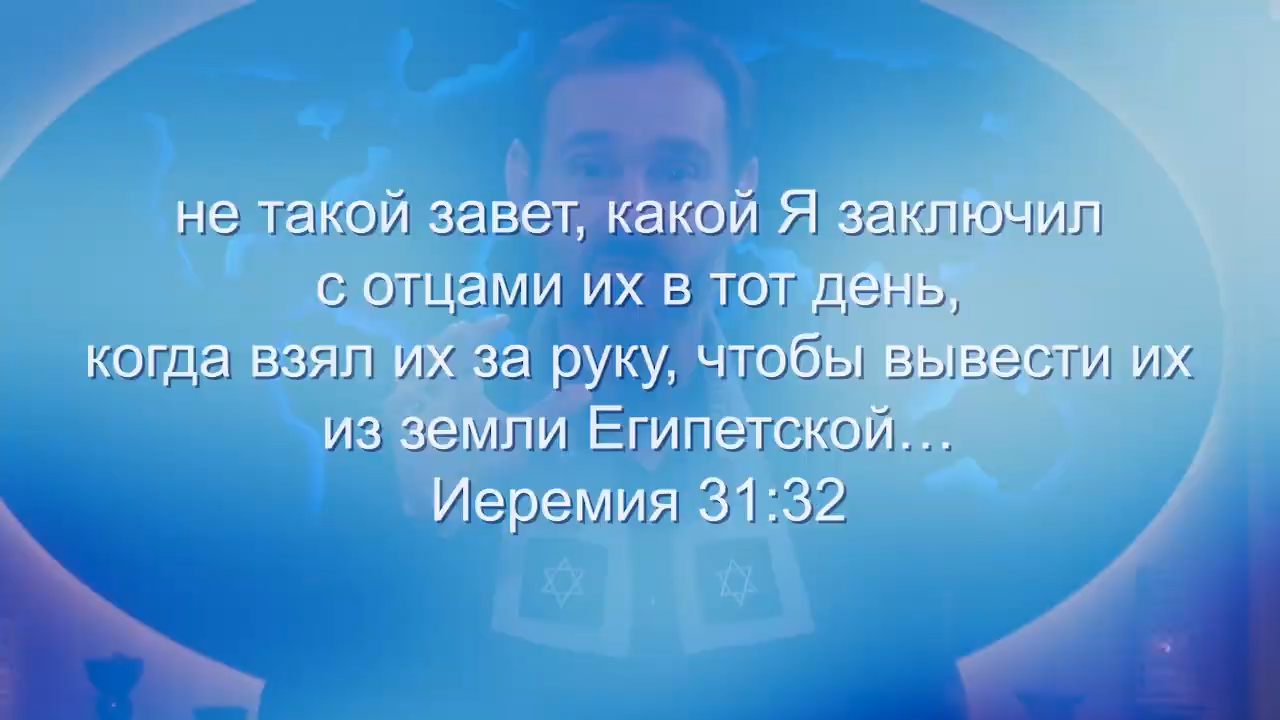 не такой завет, какой Я заключил
с отцами их в тот день,
когда взял их за руку, чтобы вывести их
из земли Египетской…
Иеремия 31:32